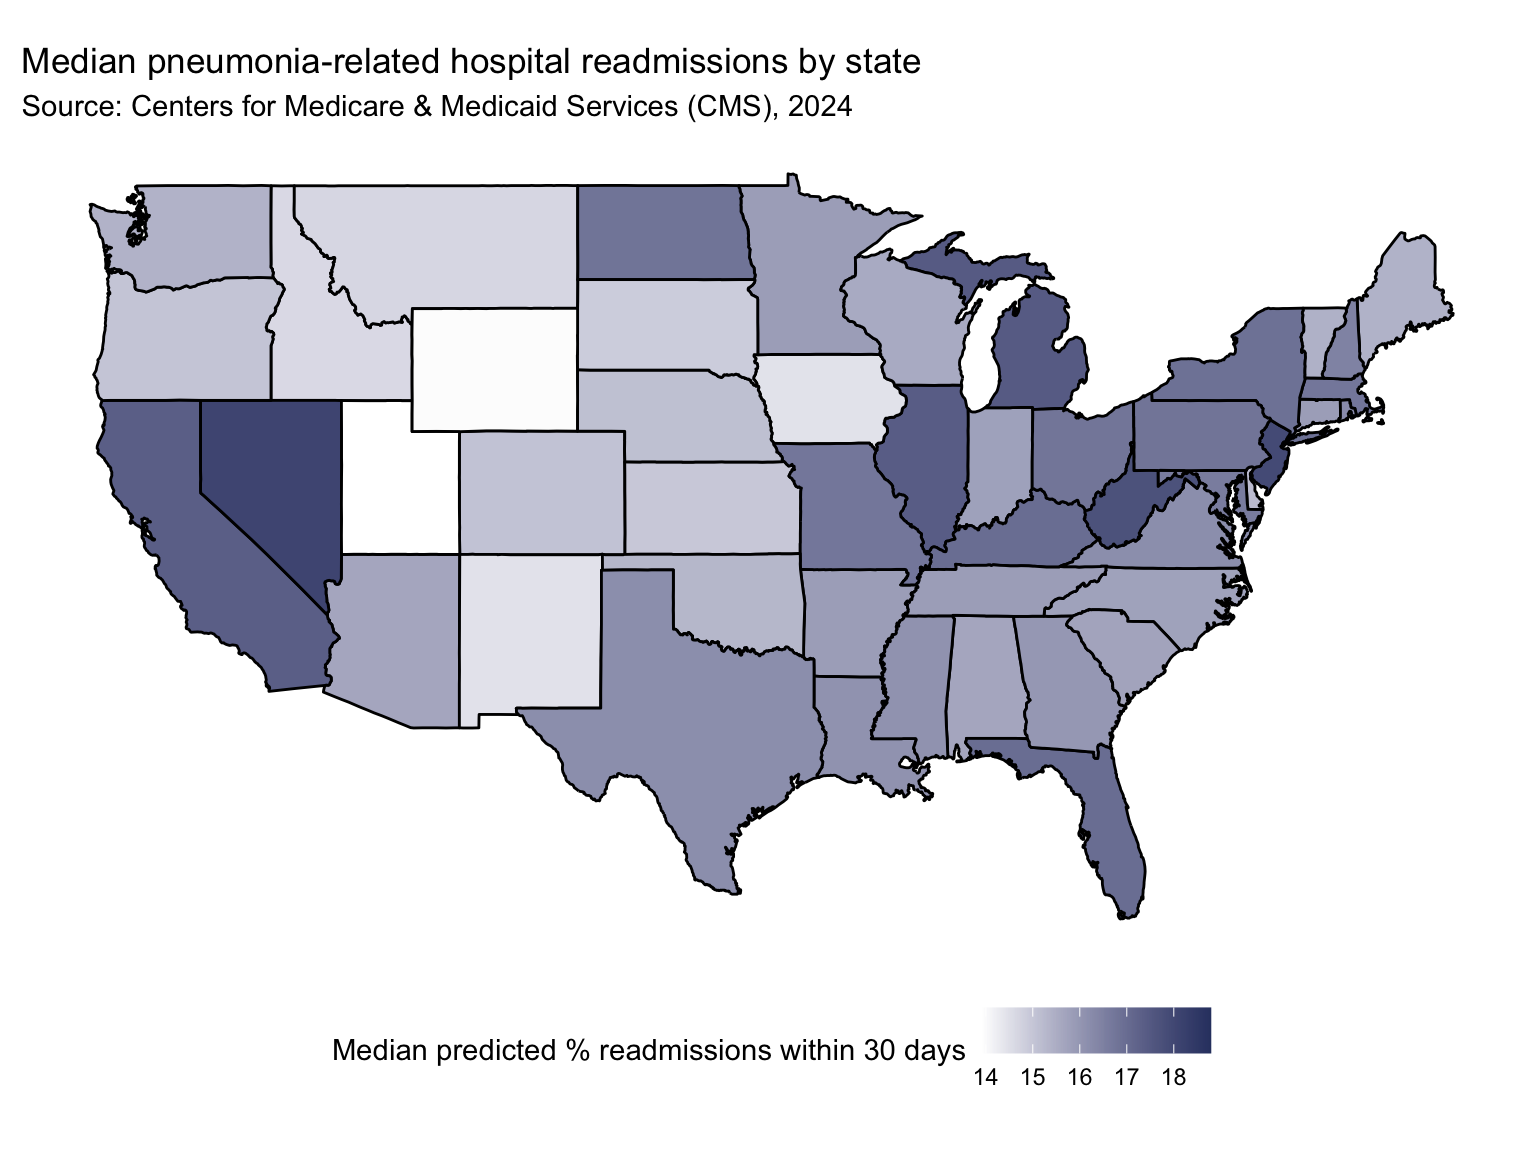 Median pneumonia-related hospital readmissions by state
Source: Centers for Medicare & Medicaid Services (CMS), 2024
Median predicted % readmissions within 30 days
14 15 16 17 18